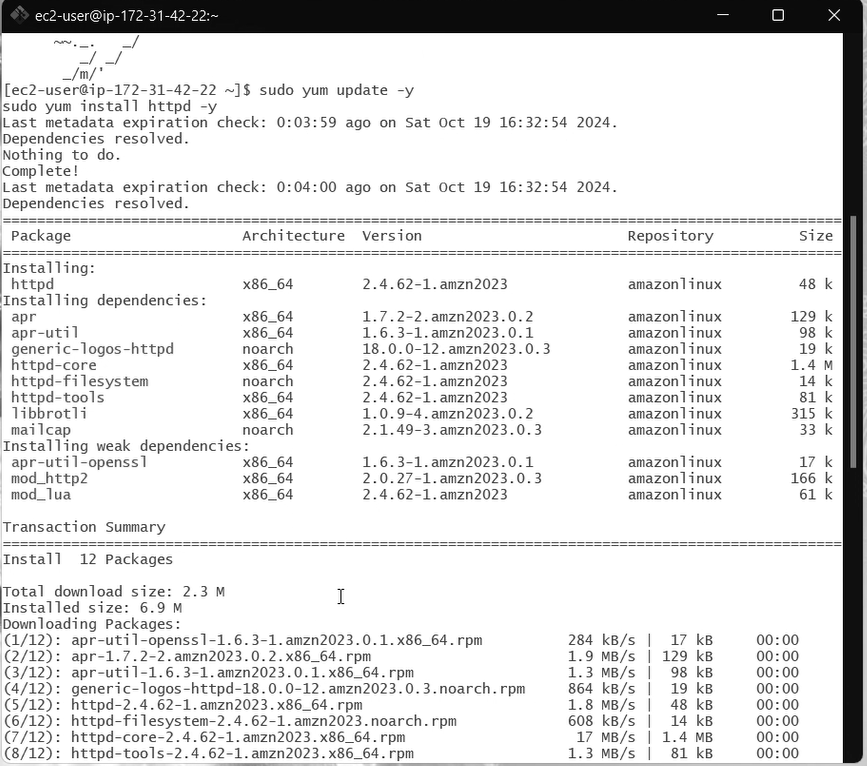 ec2-user@ip-172-31-42-22:~
~~._.   _/
_/ _/
_/m/'
[ec2-user@ip-172-31-42-22 ~]$ sudo yum update -y
sudo yum install httpd -y
Last metadata expiration check: 0:03:59 ago on Sat Oct 19 16:32:54 2024.
Dependencies resolved.
Nothing to do.
Complete!
Last metadata expiration check: 0:04:00 ago on Sat Oct 19 16:32:54 2024.
Dependencies resolved.
Package Architecture Version Repository Size
Installing:
httpd x86_64 2.4.62-1.amzn2023 amazonlinux 48 k
Installing dependencies:
apr x86_64 1.7.2-2.amzn2023.0.2 amazonlinux 129 k
apr-util x86_64 1.6.3-1.amzn2023.0.1 amazonlinux 98 k
generic-logos-httpd noarch 18.0.0-12.amzn2023.0.3 amazonlinux 19 k
httpd-core x86_64 2.4.62-1.amzn2023 amazonlinux 1.4 M
httpd-filesystem noarch 2.4.62-1.amzn2023 amazonlinux 14 k
httpd-tools x86_64 2.4.62-1.amzn2023 amazonlinux 81 k
libbrotli x86_64 1.0.9-4.amzn2023.0.2 amazonlinux 315 k
mailcap noarch 2.1.49-3.amzn2023.0.3 amazonlinux 33 k
Installing weak dependencies:
apr-util-openssl x86_64 1.6.3-1.amzn2023.0.1 amazonlinux 17 k
mod_http2 x86_64 2.0.27-1.amzn2023.0.3 amazonlinux 166 k
mod_lua x86_64 2.4.62-1.amzn2023 amazonlinux 61 k
Transaction Summary
Install  12 Packages
Total download size: 2.3 M
Installed size: 6.9 M
Downloading Packages:
(1/12): apr-util-openssl-1.6.3-1.amzn2023.0.1.x86_64.rpm 284 kB/s | 17 kB 00:00
(2/12): apr-1.7.2-2.amzn2023.0.2.x86_64.rpm 1.9 MB/s | 129 kB 00:00
(3/12): apr-util-1.6.3-1.amzn2023.0.1.x86_64.rpm 1.3 MB/s | 98 kB 00:00
(4/12): generic-logos-httpd-18.0.0-12.amzn2023.0.3.noarch.rpm 864 kB/s | 19 kB 00:00
(5/12): httpd-2.4.62-1.amzn2023.x86_64.rpm 1.8 MB/s | 48 kB 00:00
(6/12): httpd-filesystem-2.4.62-1.amzn2023.noarch.rpm 608 kB/s | 14 kB 00:00
(7/12): httpd-core-2.4.62-1.amzn2023.x86_64.rpm 17 MB/s | 1.4 MB 00:00
(8/12): httpd-tools-2.4.62-1.amzn2023.x86_64.rpm 1.3 MB/s | 81 kB 00:00